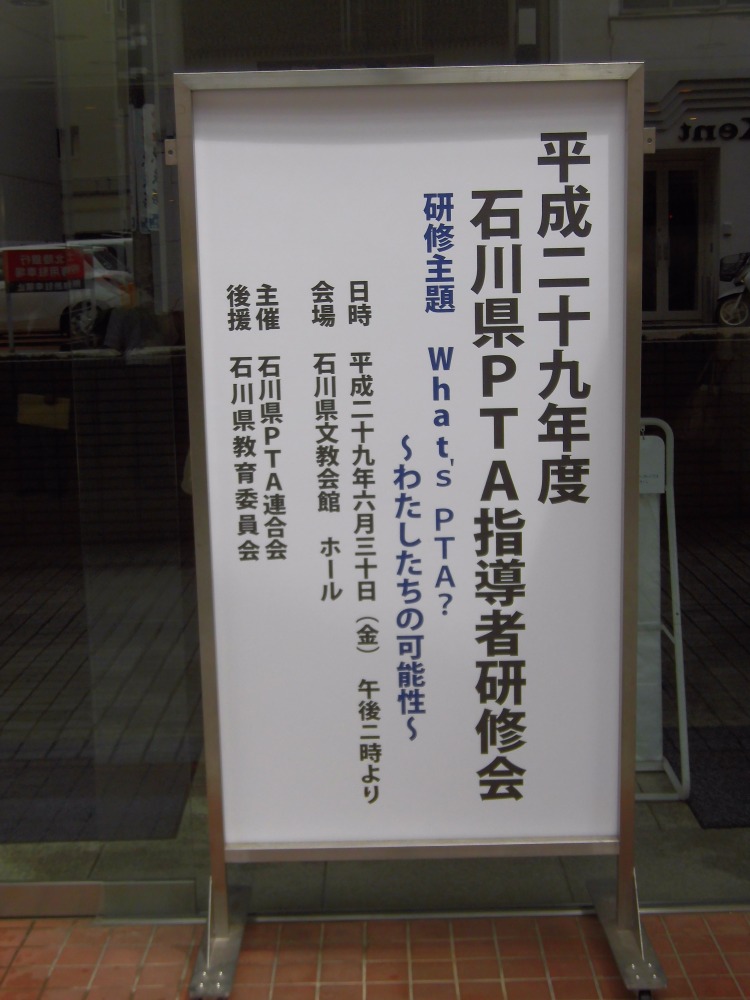 平成二十九年度
石川県PTA指導者研修会
研修主題 What's PTA?
~わたしたちの可能性~
日時 平成二十九年六月三十日（金） 午後二時より
会場 石川県文教会館 ホール
主催 石川県PTA連合会
後援 石川県教育委員会
Kent